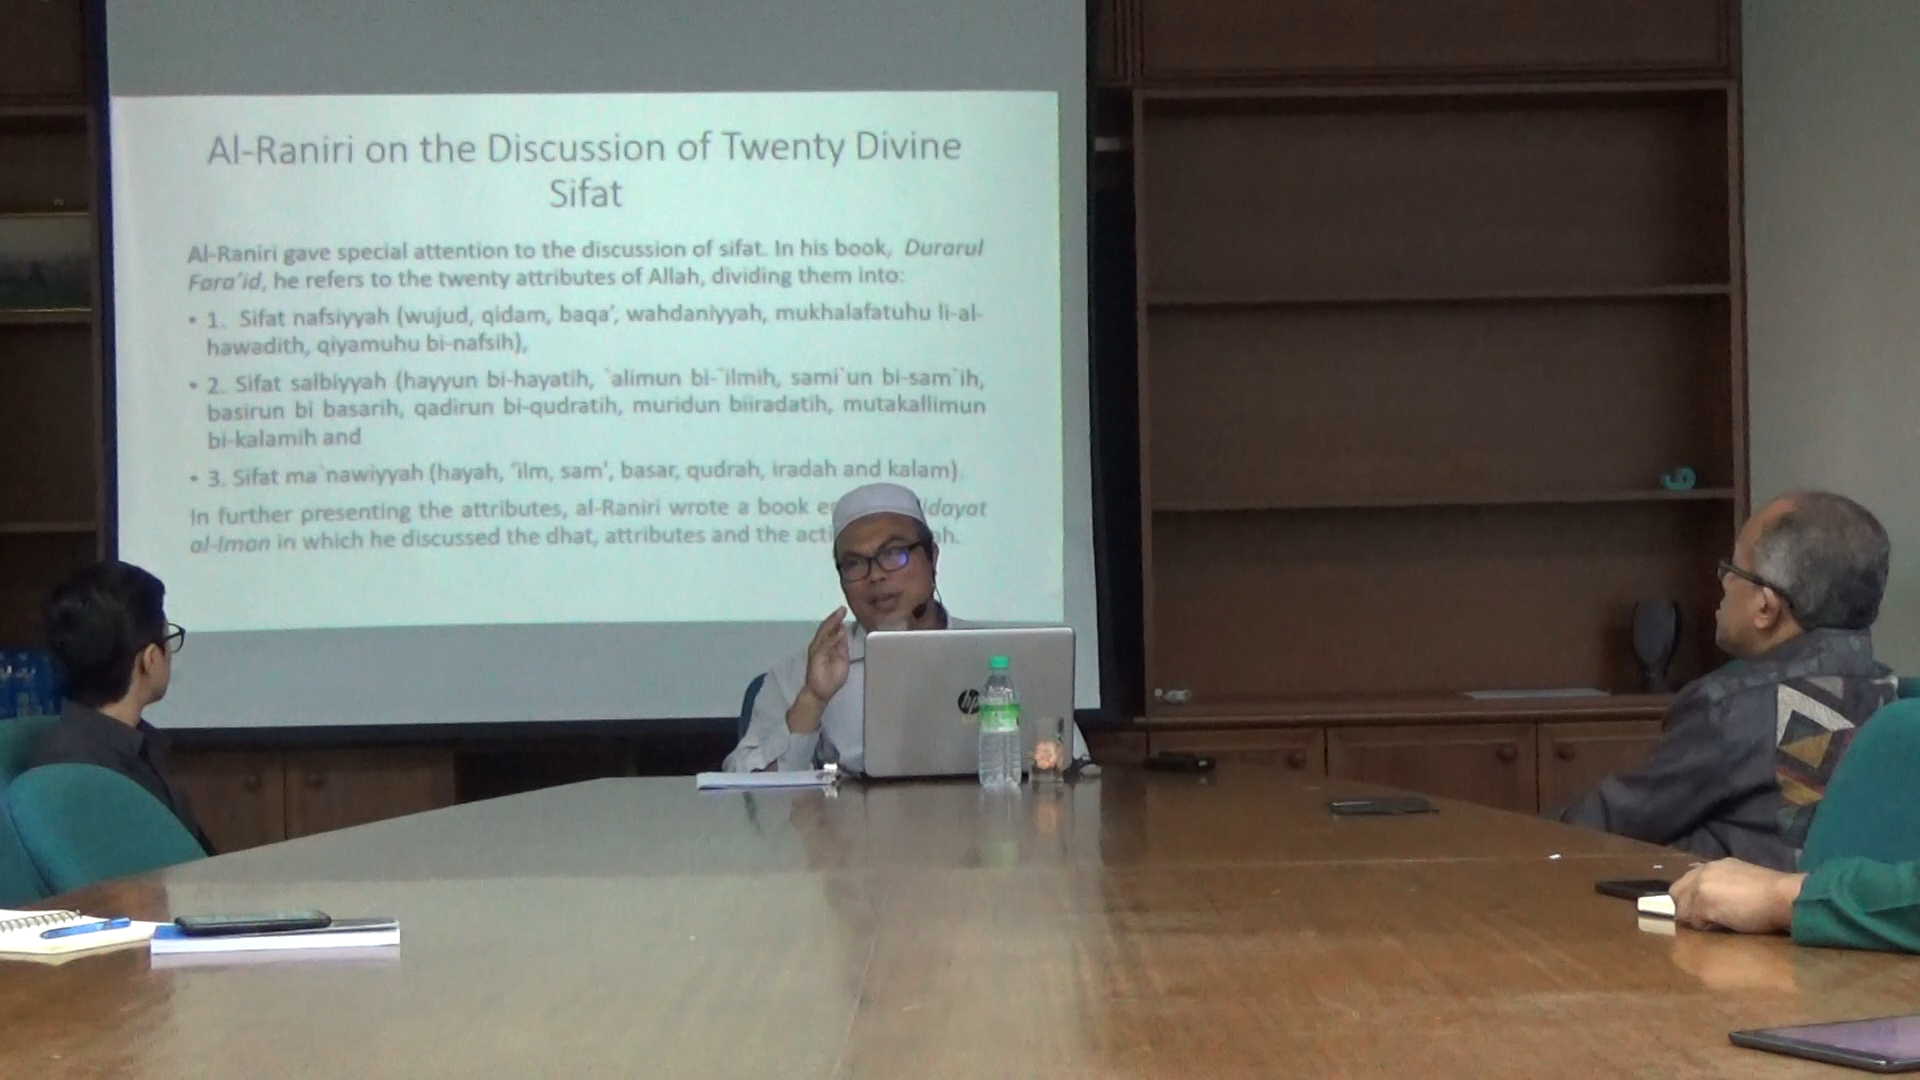 Al-Raniri on the Discussion of Twenty Divine
Sifat
Al-Raniri gave special attention to the discussion of sifat. In his book, Durarul
Fara'id, he refers to the twenty attributes of Allah, dividing them into:
• 1. Sifat nafsiyyah (wujud, qidam, baqa', wahdaniyyah, mukhalafatuhu li-al-
hawadith, qiyamuhu bi-nafsih),
• 2. Sifat salbiyyah (hayyun bi-hayatih, `alimun bi-`ilmih, sami`un bi-sam`ih,
basirun bi basarih, qadirun bi-qudratih, muridun biiradatih, mutakallimun
bi-kalamih and
• 3. Sifat ma`nawiyyah (hayah, 'ilm, sam', basar, qudrah, iradah and kalam).
In further presenting the attributes, al-Raniri wrote a book
al-Iman in which he discussed the dhat, attributes and the
hp